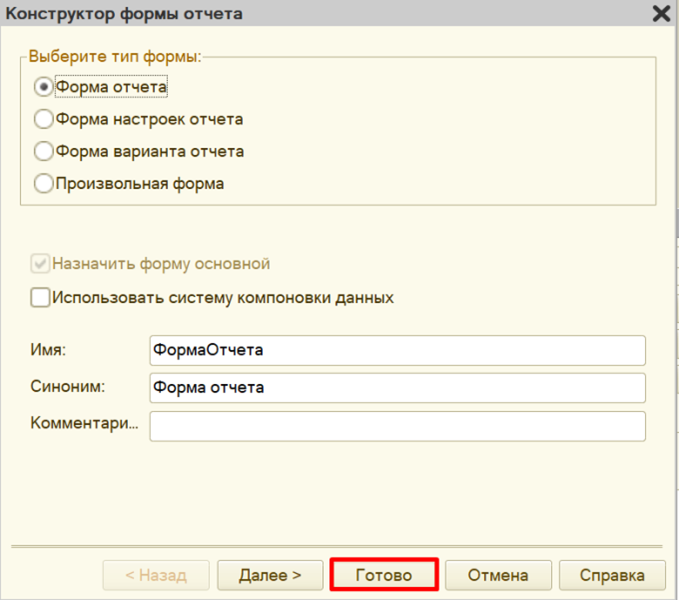 Конструктор формы отчета
Выберите тип формы:
Форма отчета
Форма настроек отчета
Форма варианта отчета
Произвольная форма
Назначить форму основной
Использовать систему компоновки данных
Имя: ФормаОтчета
Синоним: Форма отчета
Комментари...
< Назад Далее > Готово Отмена Справка